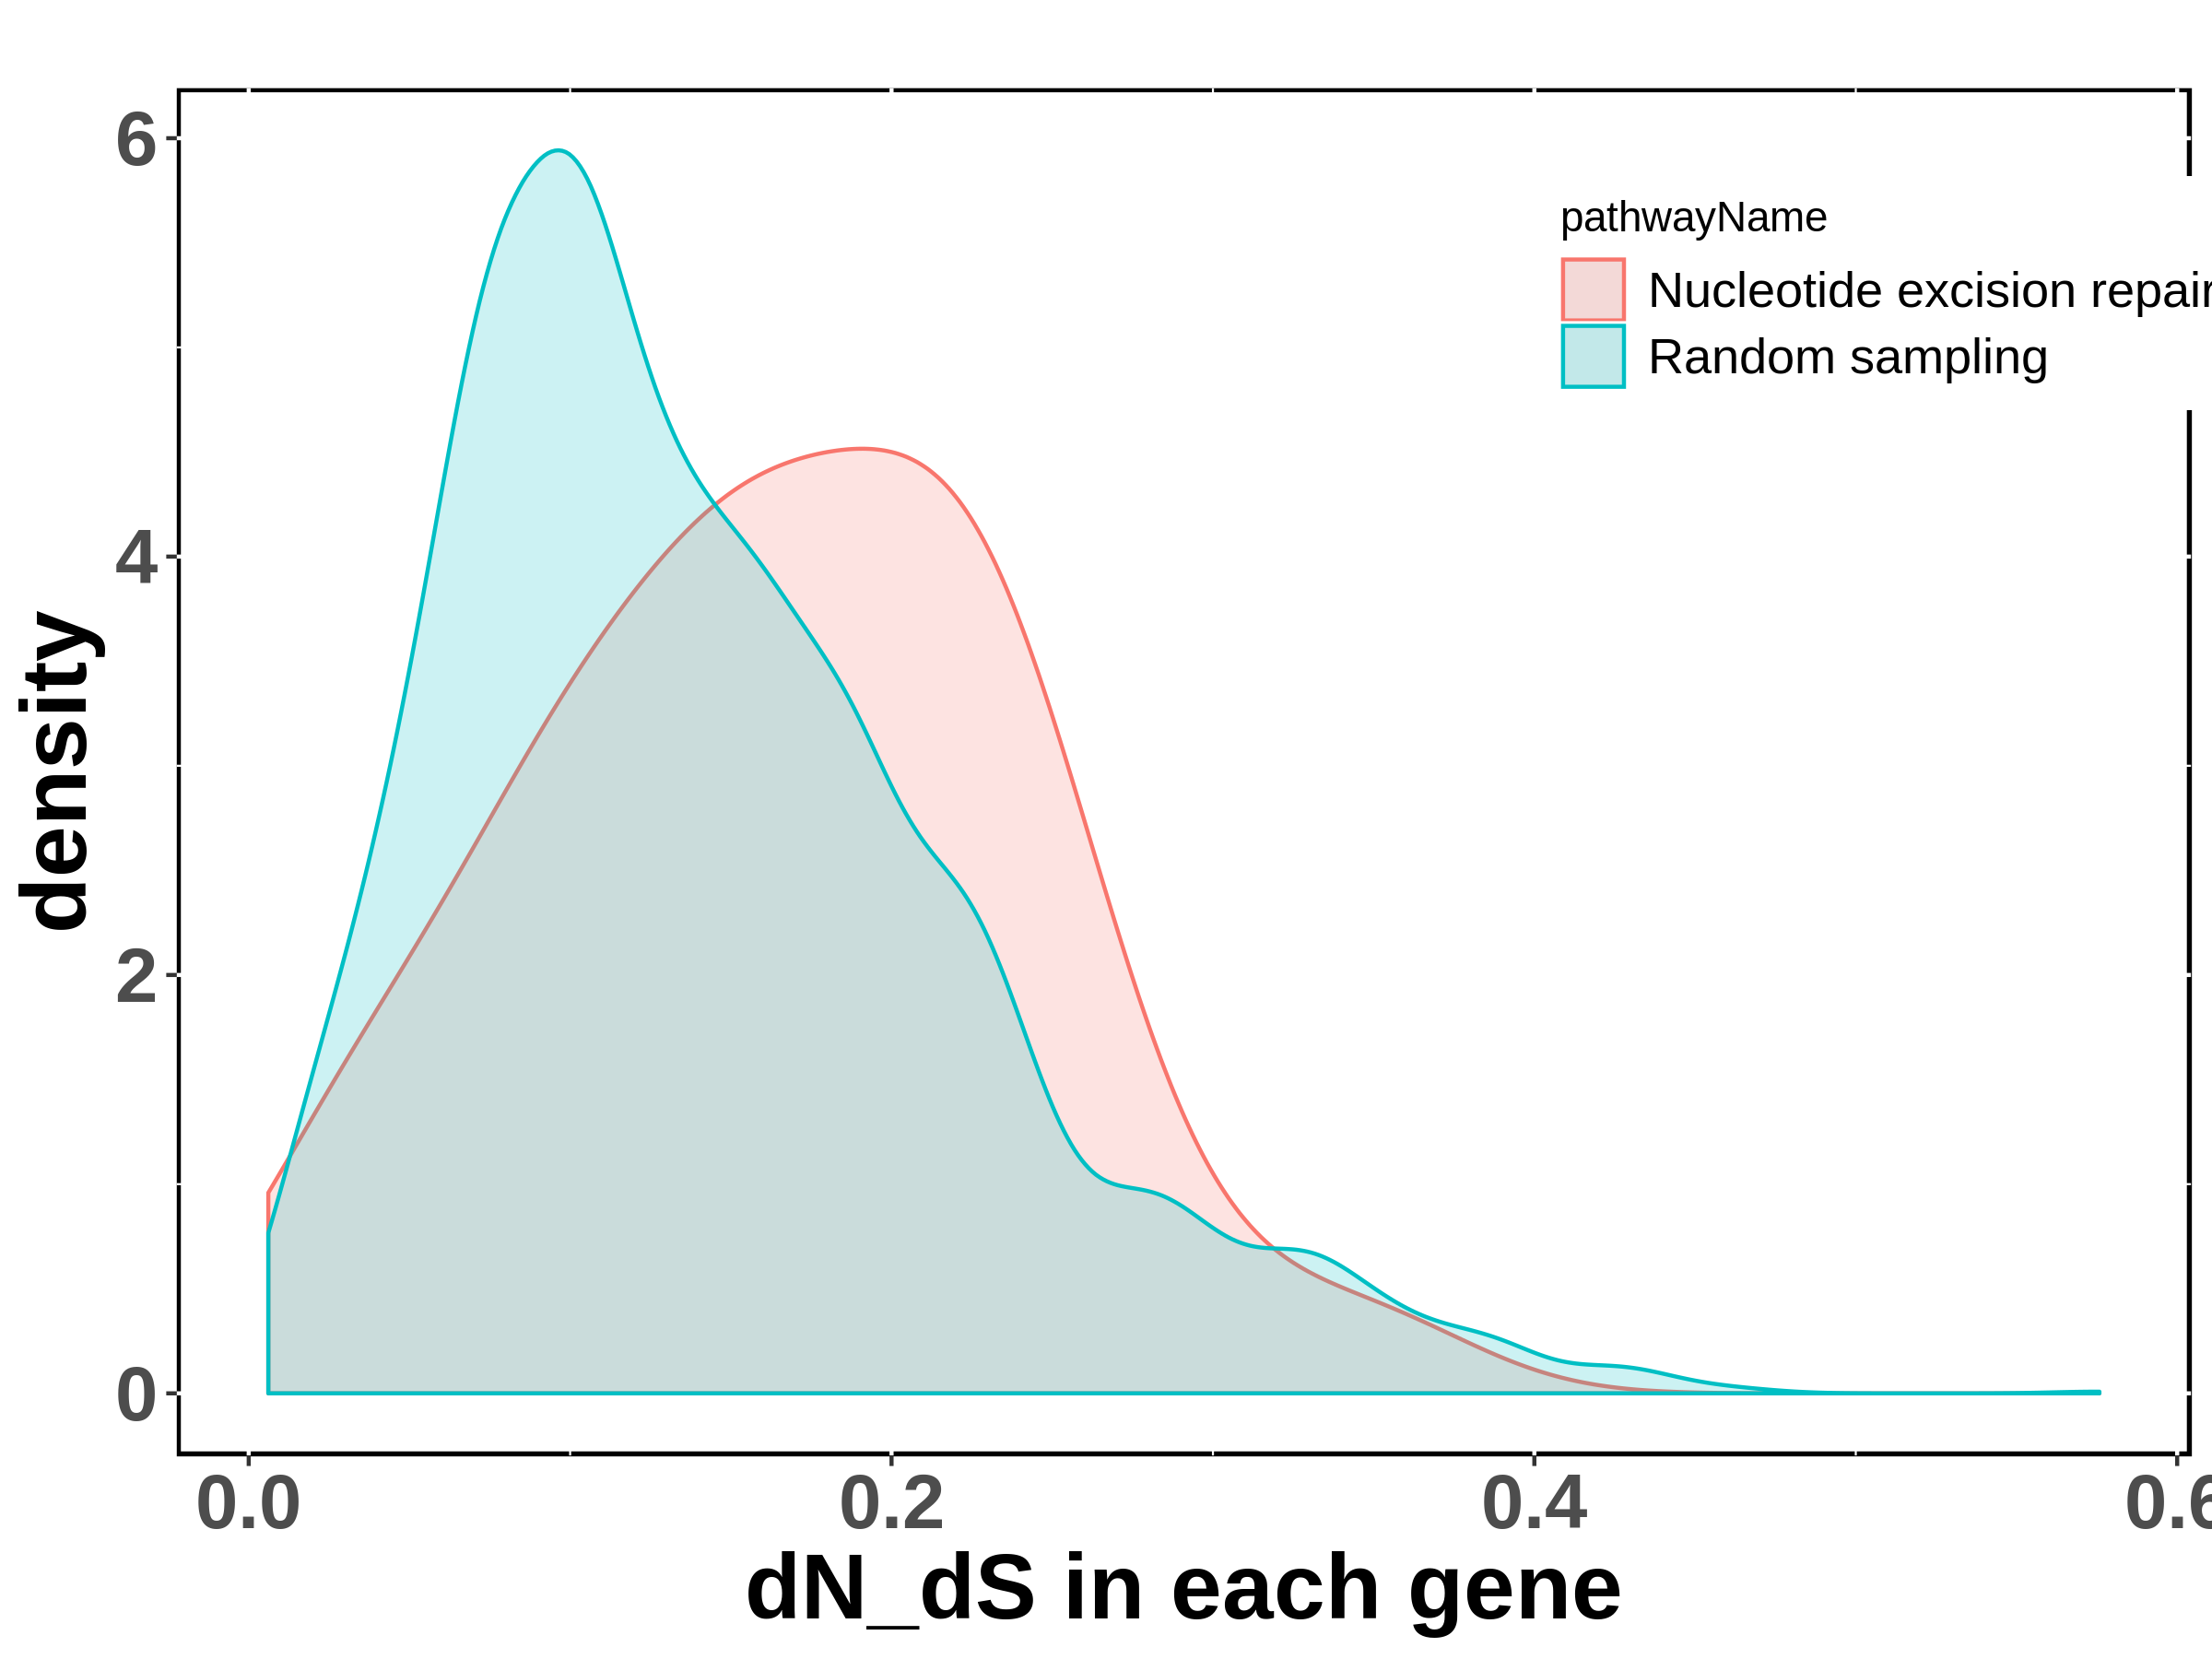 6
4
2
0
density
pathwayName
Nucleotide excision repair
Random sampling
0.0 0.2 0.4 0.6
dN_dS in each gene